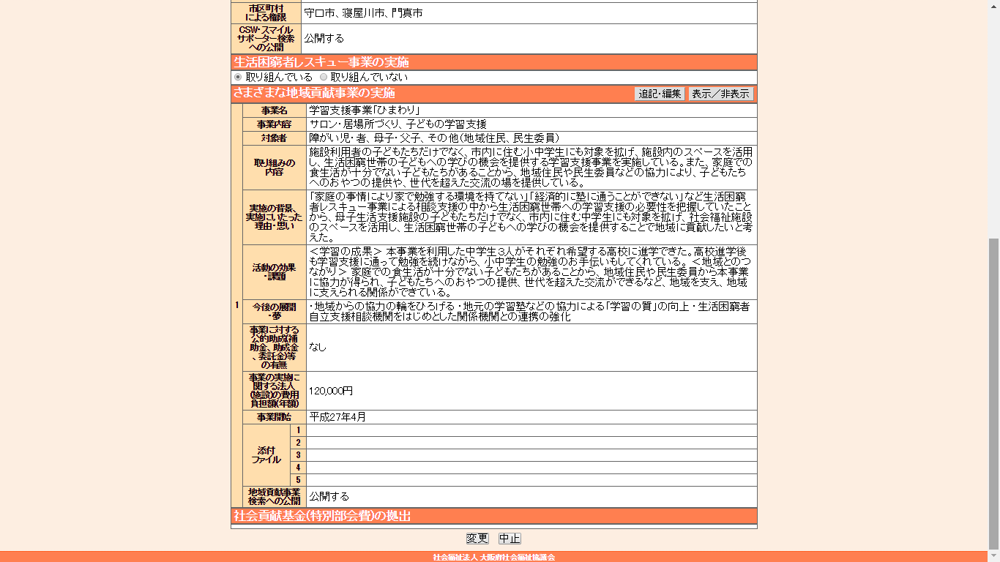 市区町村
による権限
守口市、寝屋川市、門真市
CSW・スマイル
サポーター検索
への公開
公開する
生活困窮者レスキュー事業の実施
取り組んでいる 取り組んでいない
さまざまな地域貢献事業の実施
追記・編集 表示／非表示
1
事業名
学習支援事業「ひまわり」
事業内容
サロン・居場所づくり、子どもの学習支援
対象者
障がい児・者、母子・父子、その他（地域住民、民生委員）
取り組みの
内容
施設利用者の子どもたちだけでなく、市内に住む小中学生にも対象を拡げ、施設内のスペースを活用
し、生活困窮世帯の子どもへの学びの機会を提供する学習支援事業を実施している。また、家庭での
食生活が十分でない子どもたちがあることから、地域住民や民生委員などの協力により、子どもたち
へのおやつの提供や、世代を超えた交流の場を提供している。
実施の背景、
実施にいたった
理由・思い
「家庭の事情により家で勉強する環境を持てない」「経済的に塾に通うことができない」など生活困窮
者レスキュー事業による相談支援の中から生活困窮世帯への学習支援の必要性を把握していたこと
から、母子生活支援施設の子どもたちだけでなく、市内に住む中学生にも対象を拡げ、社会福祉施設
のスペースを活用し、生活困窮世帯の子どもへの学びの機会を提供することで地域に貢献したいと考
えた。
活動の効果
・課題
＜学習の成果＞ 本事業を利用した中学生３人がそれぞれ希望する高校に進学できた。高校進学後
も学習支援に通って勉強を続けながら、小中学生の勉強のお手伝いもしてくれている。 ＜地域とのつ
ながり＞ 家庭での食生活が十分でない子どもたちがあることから、地域住民や民生委員から本事業
に協力が得られ、子どもたちへのおやつの提供、世代を超えた交流ができるなど、地域を支え、地域
に支えられる関係ができている。
今後の展開
・夢
・地域からの協力の輪をひろげる ・地元の学習塾などの協力による「学習の質」の向上 ・生活困窮者
自立支援相談機関をはじめとした関係機関との連携の強化
事業に対する
公的助成(補
助金、助成金
、委託金)等
の有無
なし
事業の実施に
関する法人
(施設)の費用
負担額(年額)
120,000円
事業開始
平成27年4月
添付
ファイル
1
2
3
4
5
地域貢献事業
検索への公開
公開する
社会貢献基金(特別部会費)の拠出
変更 中止
社会福祉法人 大阪府社会福祉協議会